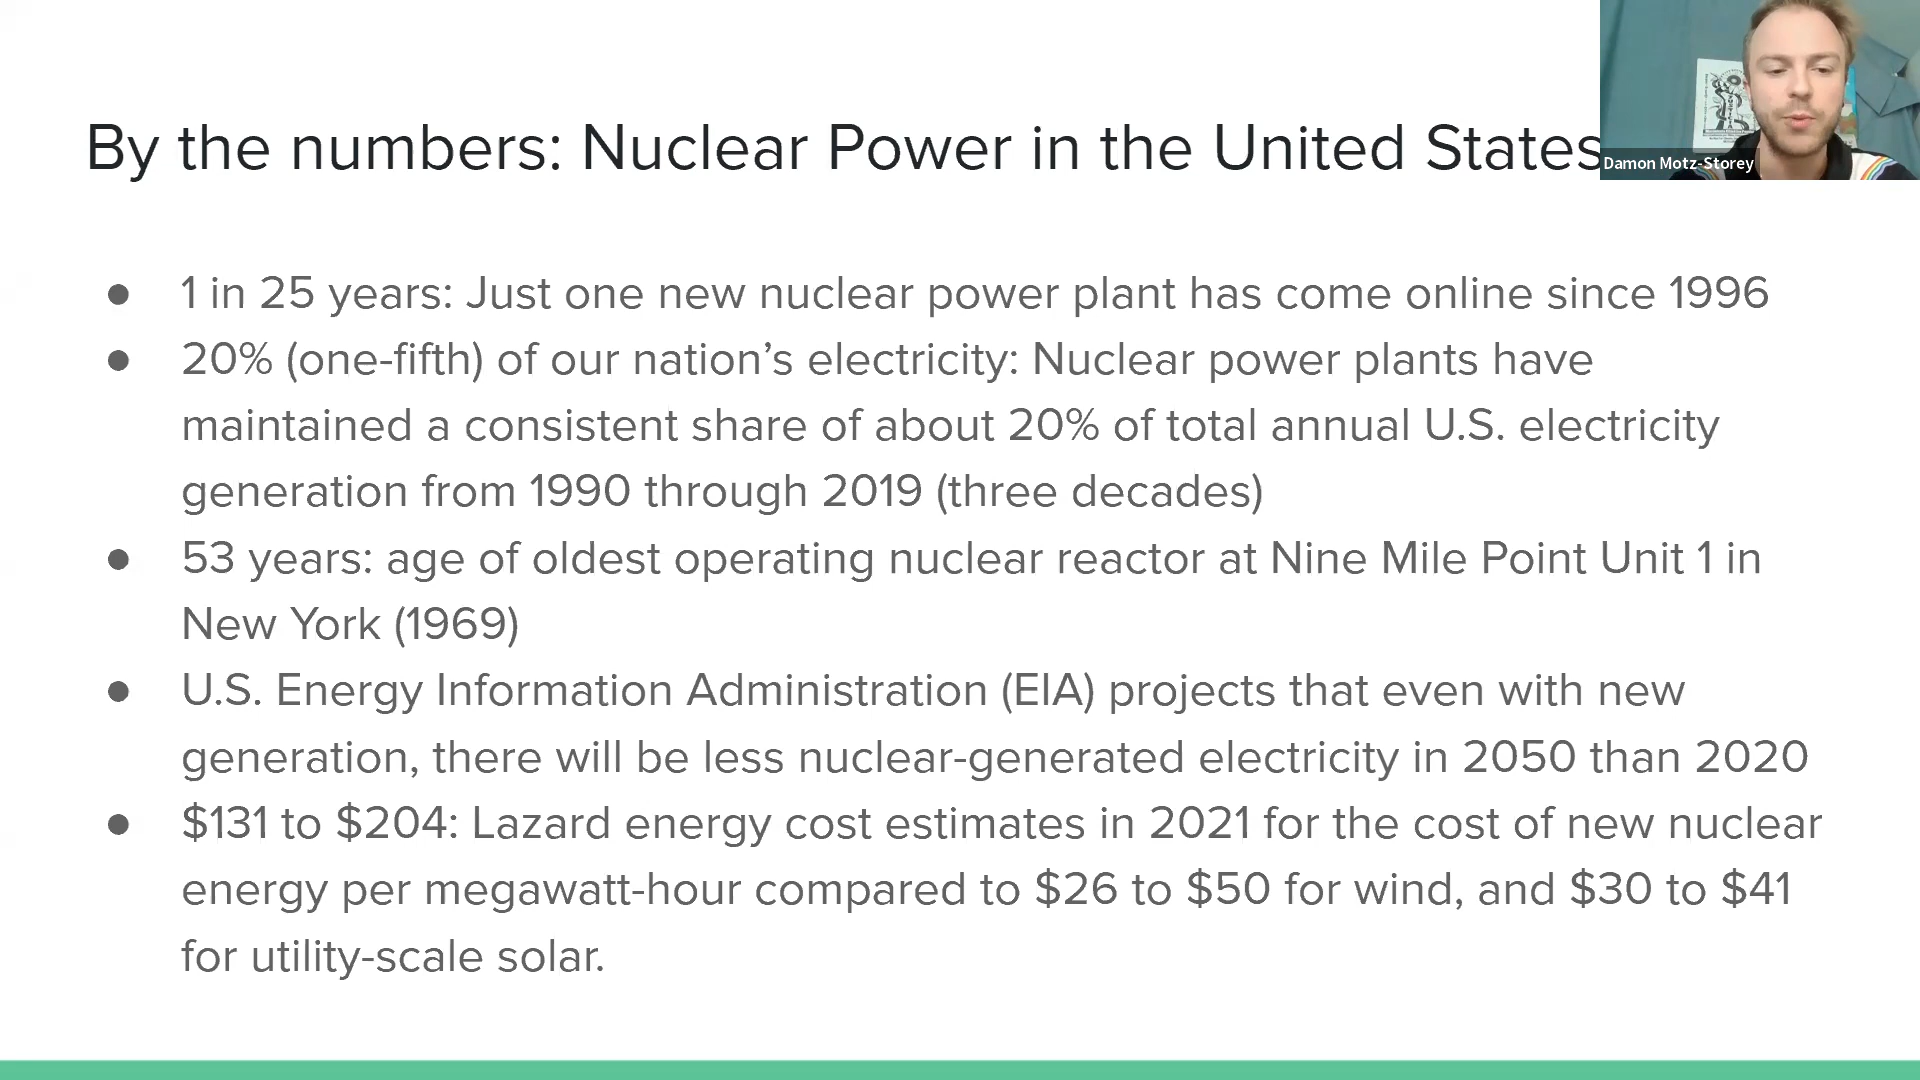 By the numbers: Nuclear Power in the United States
Damon Motz-Storey
● 1 in 25 years: Just one new nuclear power plant has come online since 1996
● 20% (one-fifth) of our nation’s electricity: Nuclear power plants have
maintained a consistent share of about 20% of total annual U.S. electricity
generation from 1990 through 2019 (three decades)
● 53 years: age of oldest operating nuclear reactor at Nine Mile Point Unit 1 in
New York (1969)
● U.S. Energy Information Administration (EIA) projects that even with new
generation, there will be less nuclear-generated electricity in 2050 than 2020
● $131 to $204: Lazard energy cost estimates in 2021 for the cost of new nuclear
energy per megawatt-hour compared to $26 to $50 for wind, and $30 to $41
for utility-scale solar.